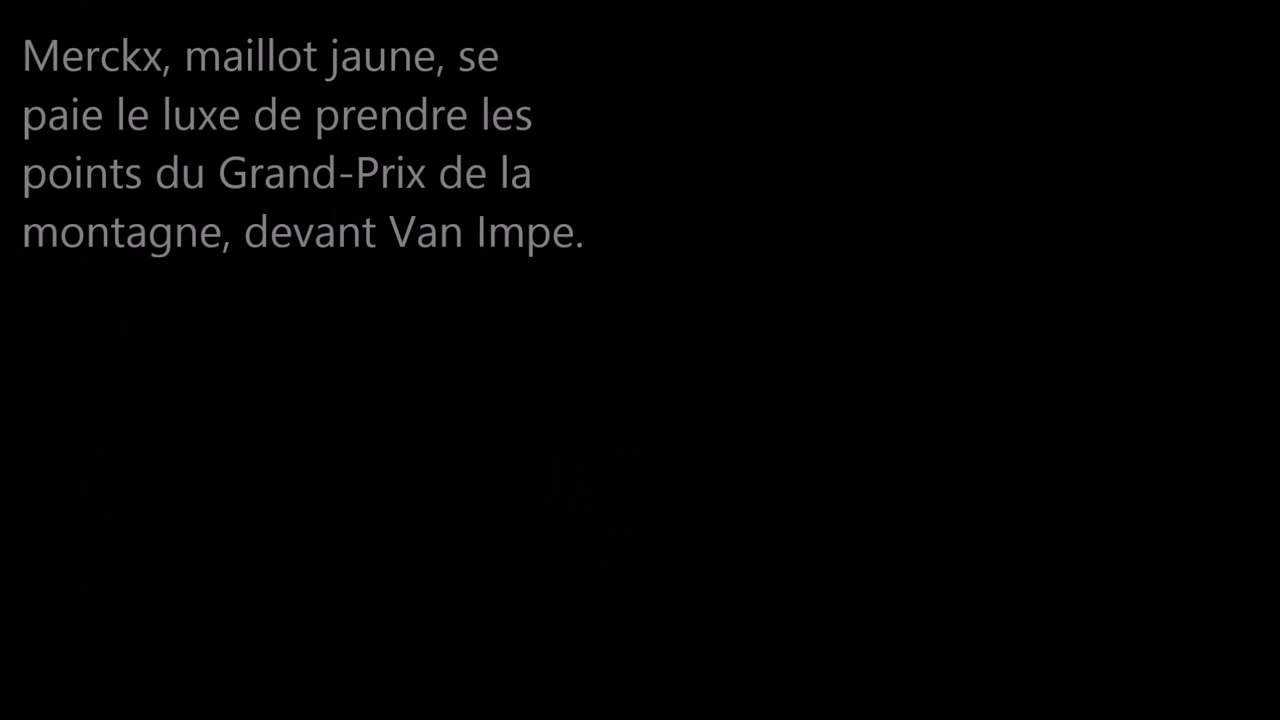 Merckx, maillot jaune, se
paie le luxe de prendre les
points du Grand-Prix de la
montagne, devant Van Impe.